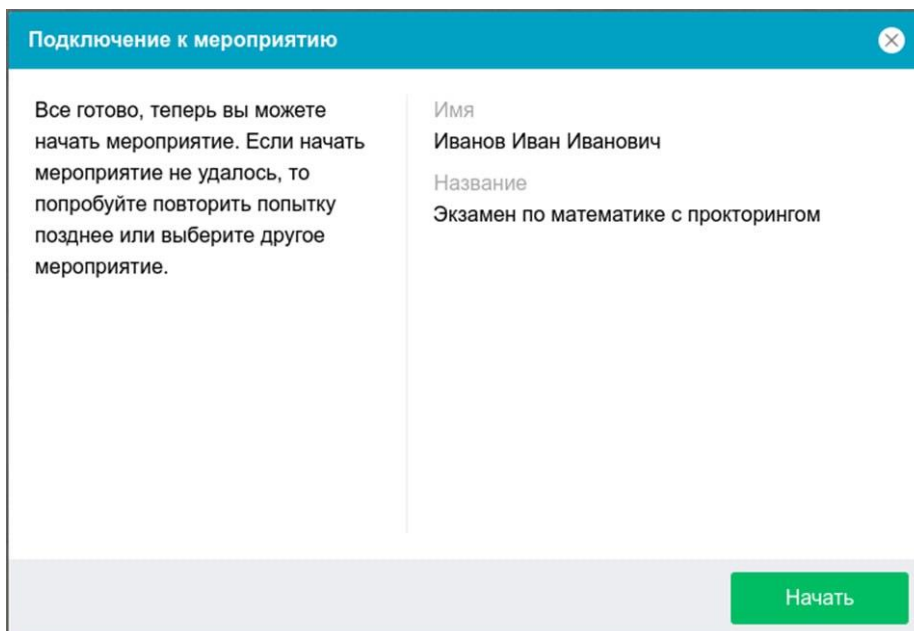 Подключение к мероприятию
Все готово, теперь вы можете
начать мероприятие. Если начать
мероприятие не удалось, то
попробуйте повторить попытку
позднее или выберите другое
мероприятие.
Имя
Иванов Иван Иванович
Название
Экзамен по математике с прокторингом
Начать